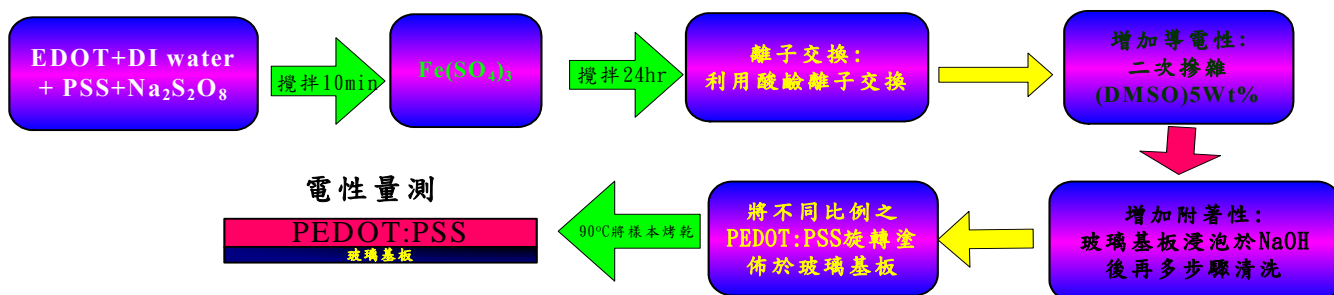 EDOT+DI water
+ PSS+Na₂S₂O₈
攪拌10min
Fe(SO₄)₃
攪拌24hr
離子交換:
利用酸鹼離子交換
增加導電性:
二次摻雜
(DMSO)5Wt%
增加附著性:
玻璃基板浸泡於NaOH
後再多步驟清洗
將不同比例之
PEDOT:PSS旋轉塗
佈於玻璃基板
90°C將樣本烤乾
電性量測
PEDOT:PSS
玻璃基板